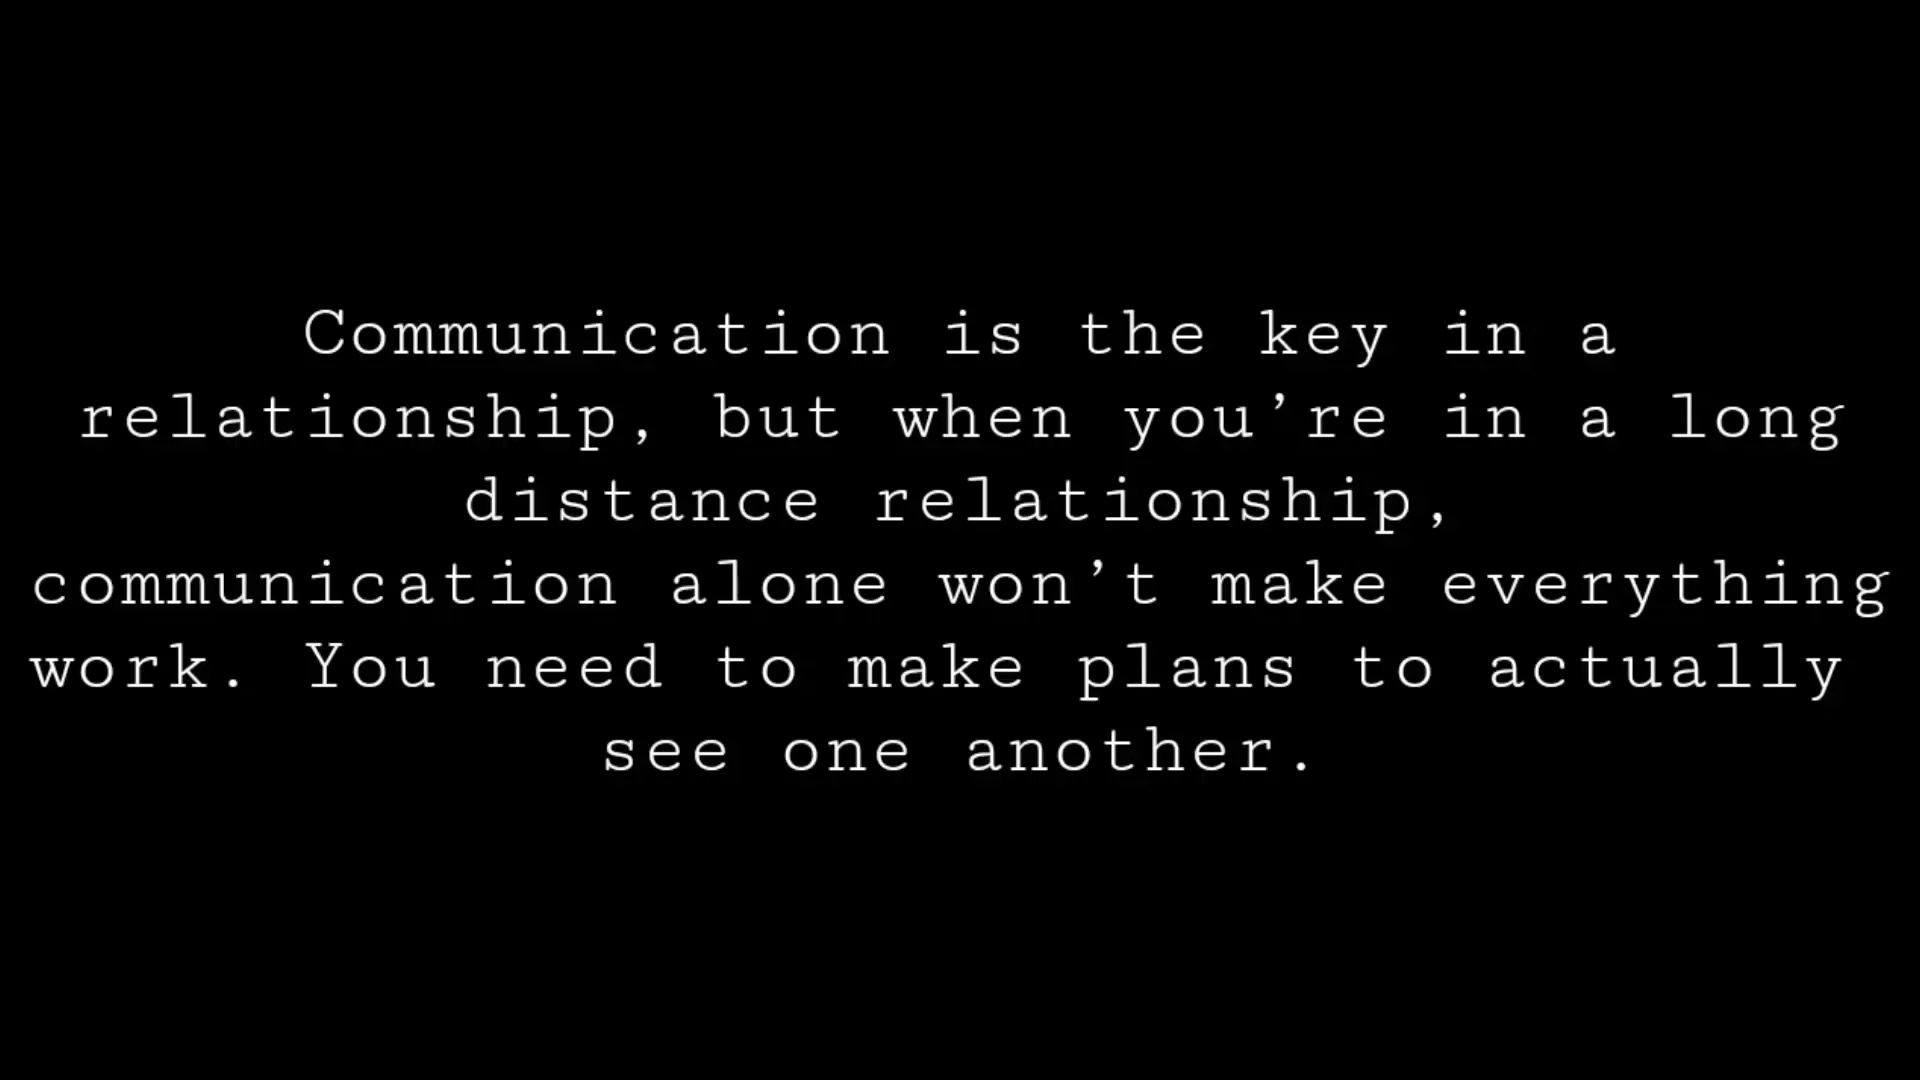 Communication is the key in a
relationship, but when you’re in a long
distance relationship,
communication alone won’t make everything
work. You need to make plans to actually
see one another.